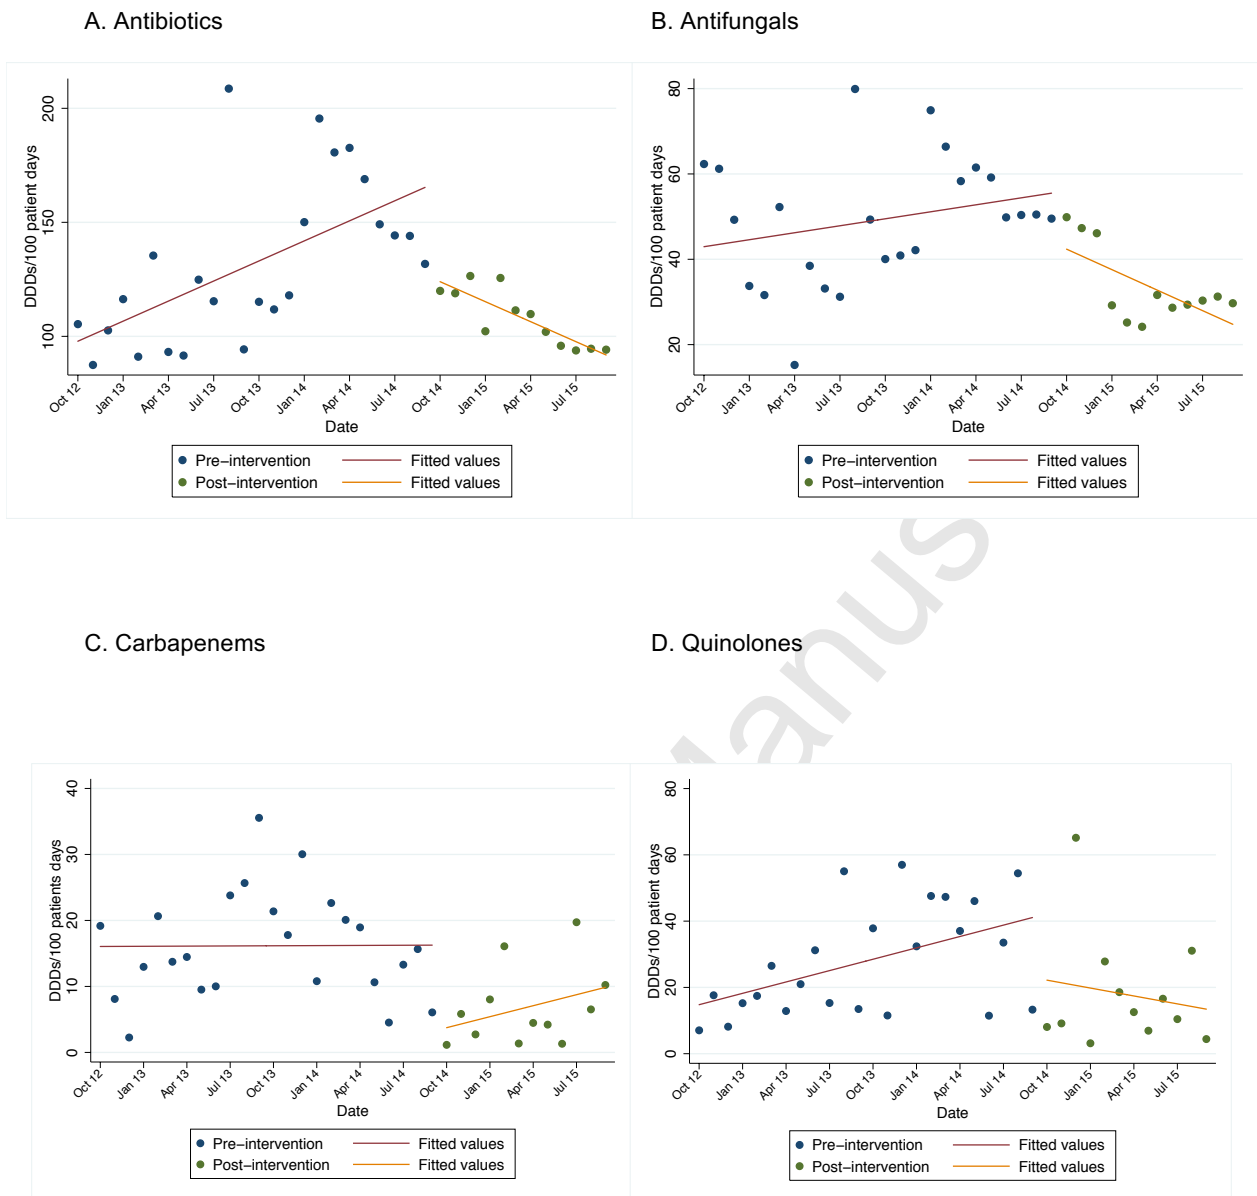 A. Antibiotics
B. Antifungals
DDDs/100 patient days
200
150
100
Oct 12
Jan 13
Apr 13
Jul 13
Oct 13
Jan 14
Apr 14
Jul 14
Oct 14
Jan 15
Apr 15
Jul 15
Date
Pre−intervention
Fitted values
Post−intervention
Fitted values
DDDs/100 patient days
80
60
40
20
Oct 12
Jan 13
Apr 13
Jul 13
Oct 13
Jan 14
Apr 14
Jul 14
Oct 14
Jan 15
Apr 15
Jul 15
Date
Pre−intervention
Fitted values
Post−intervention
Fitted values
Manus
C. Carbapenems
D. Quinolones
DDDs/100 patients days
40
30
20
10
0
Oct 12
Jan 13
Apr 13
Jul 13
Oct 13
Jan 14
Apr 14
Jul 14
Oct 14
Jan 15
Apr 15
Jul 15
Date
Pre−intervention
Fitted values
Post−intervention
Fitted values
DDDs/100 patient days
80
60
40
20
0
Oct 12
Jan 13
Apr 13
Jul 13
Oct 13
Jan 14
Apr 14
Jul 14
Oct 14
Jan 15
Apr 15
Jul 15
Date
Pre−intervention
Fitted values
Post−intervention
Fitted values